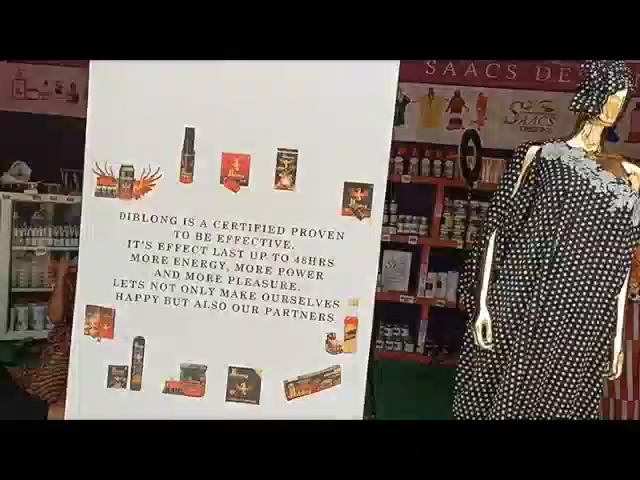 SAACS DE
SAACS
DIBLONG IS A CERTIFIED PROVEN
TO BE EFFECTIVE.
IT'S EFFECT LAST UP TO 48HRS
MORE ENERGY, MORE POWER
AND MORE PLEASURE.
LETS NOT ONLY MAKE OURSELVES
HAPPY BUT ALSO OUR PARTNERS